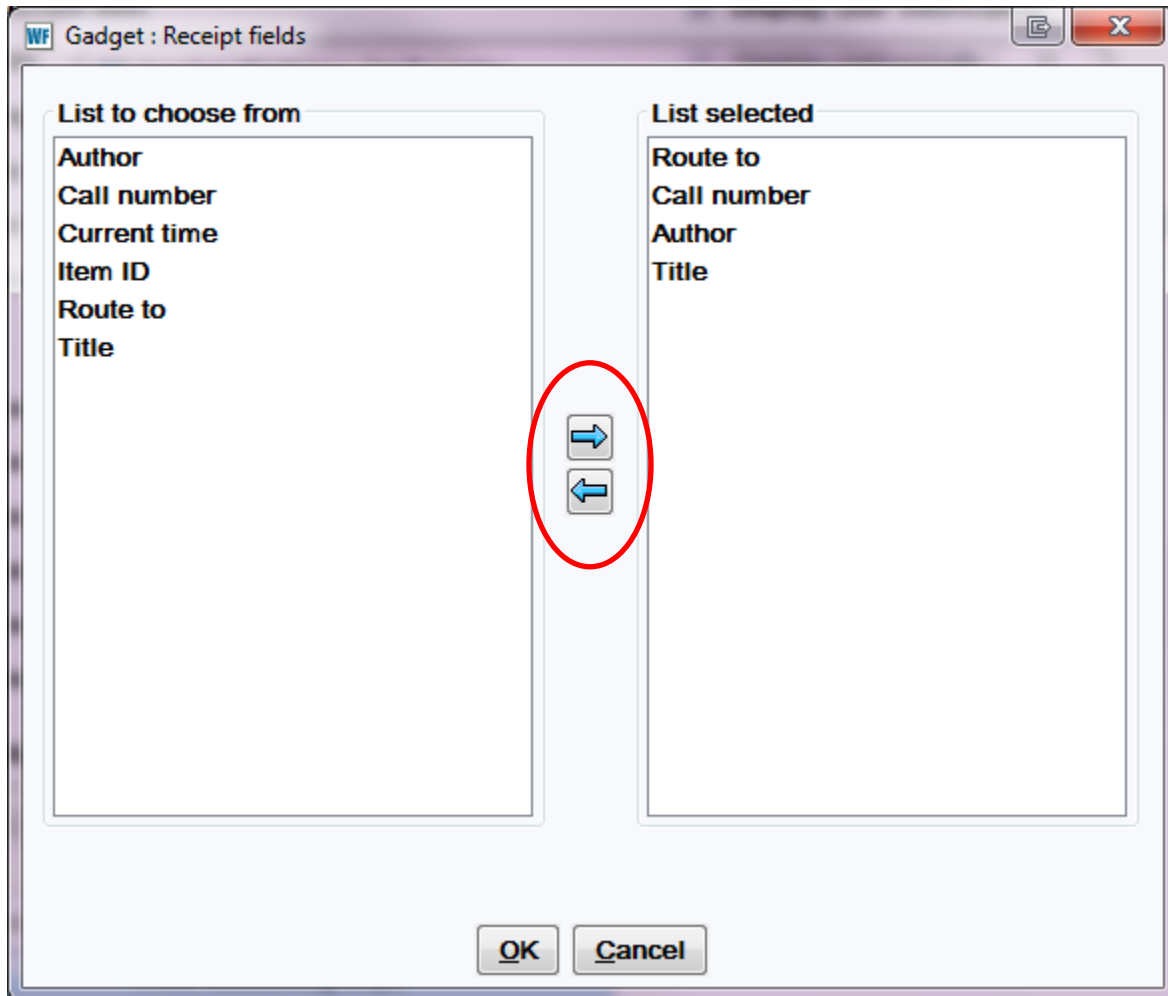 WF Gadget : Receipt fields
List to choose from
Author
Call number
Current time
Item ID
Route to
Title
List selected
Route to
Call number
Author
Title
OK
Cancel